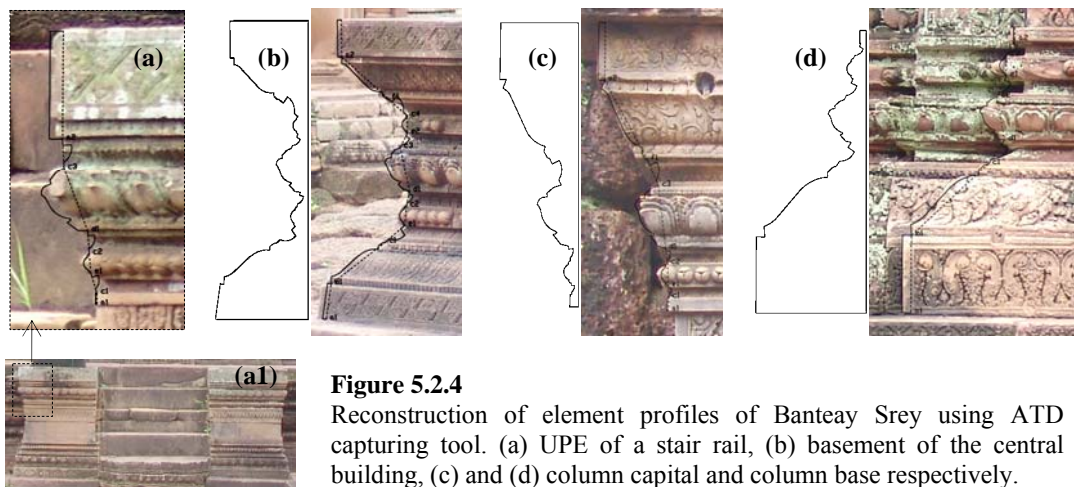 (a)
(b)
(c)
(d)
(a1)
Figure 5.2.4
Reconstruction of element profiles of Banteay Srey using ATD
capturing tool. (a) UPE of a stair rail, (b) basement of the central
building, (c) and (d) column capital and column base respectively.